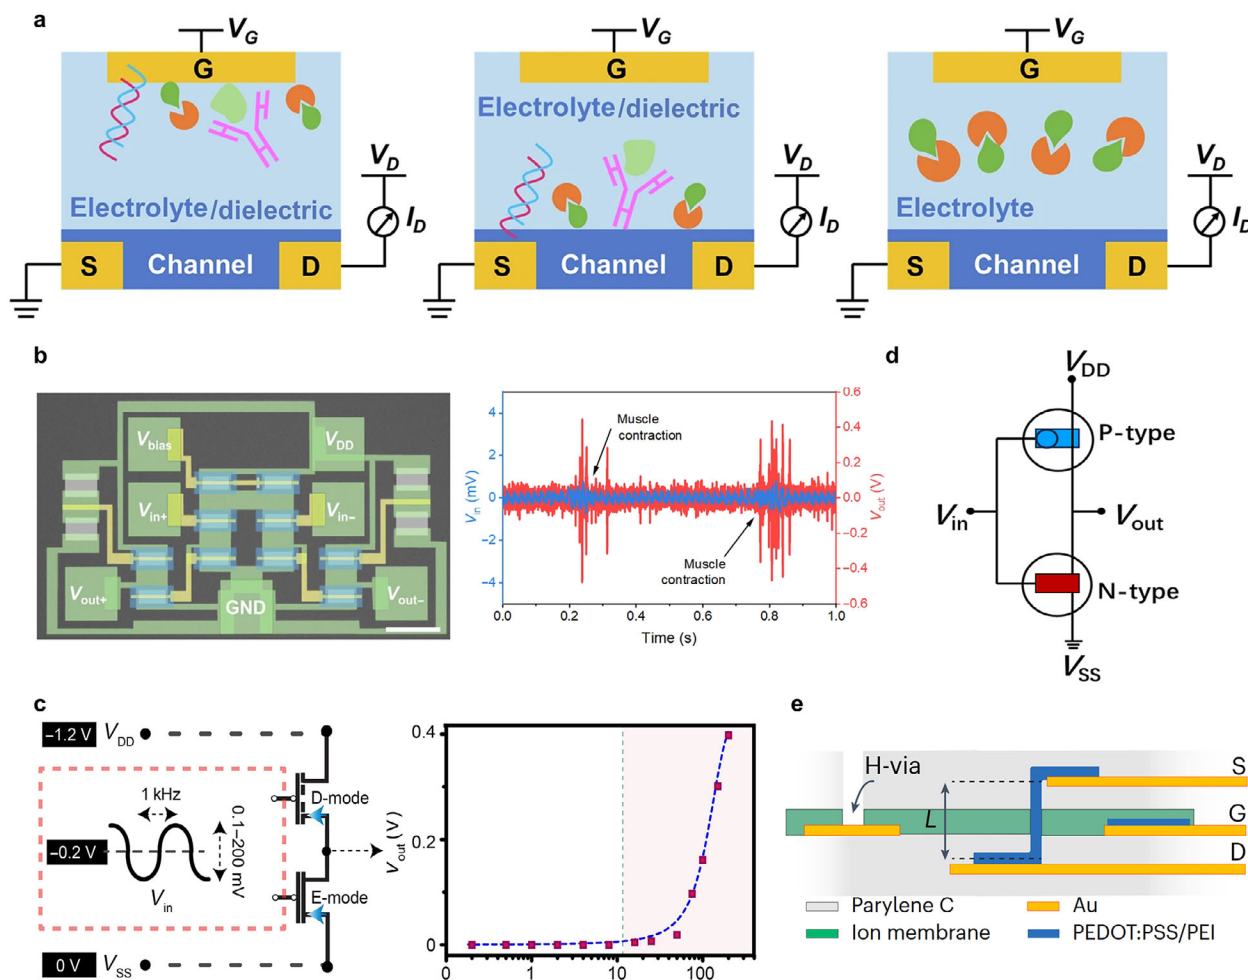 a
V_G
G
Electrolyte/dielectric
V_D
I_D
S
Channel
D
V_G
G
Electrolyte/dielectric
V_D
I_D
S
Channel
D
V_G
G
Electrolyte
V_D
I_D
S
Channel
D
b
V_bias
V_DD
V_in+
V_in−
V_out+
GND
V_out−
V_in (mV)
4
2
0
−2
−4
Muscle
contraction
Muscle
contraction
0.6
0.4
0.2
0.0
−0.2
−0.4
−0.6
V_out (V)
0.0
0.2
0.4
0.6
0.8
1.0
Time (s)
d
V_DD
P-type
V_in
V_out
N-type
V_SS
c
−1.2 V
V_DD
1 kHz
D-mode
−0.2 V
0.1–200 mV
V_in
E-mode
0 V
V_SS
V_out (V)
0.4
0.2
0
0
1
10
100
e
H-via
L
S
G
D
Parylene C
Au
Ion membrane
PEDOT:PSS/PEI